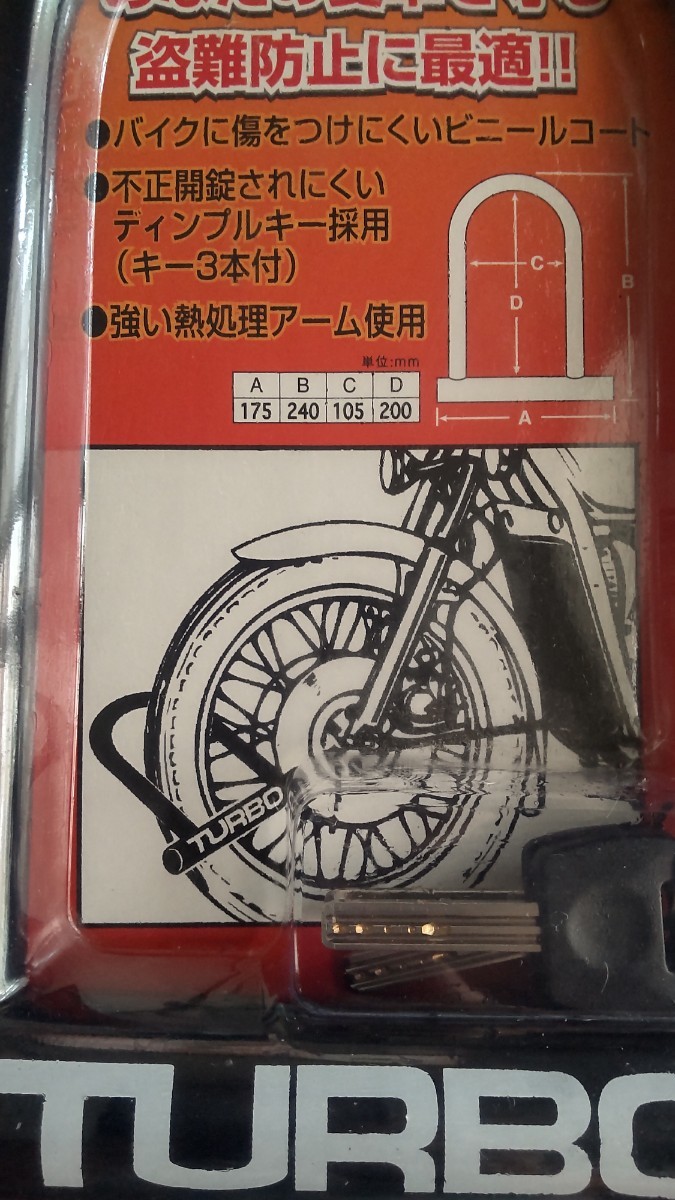 盗難防止に最適!!
●バイクに傷をつけにくいビニールコート
●不正開錠されにくい
ディンプルキー採用
(キー3本付)
●強い熱処理アーム使用
単位:mm
A B C D
175 240 105 200
C
D
B
A
TURBO
TURBO